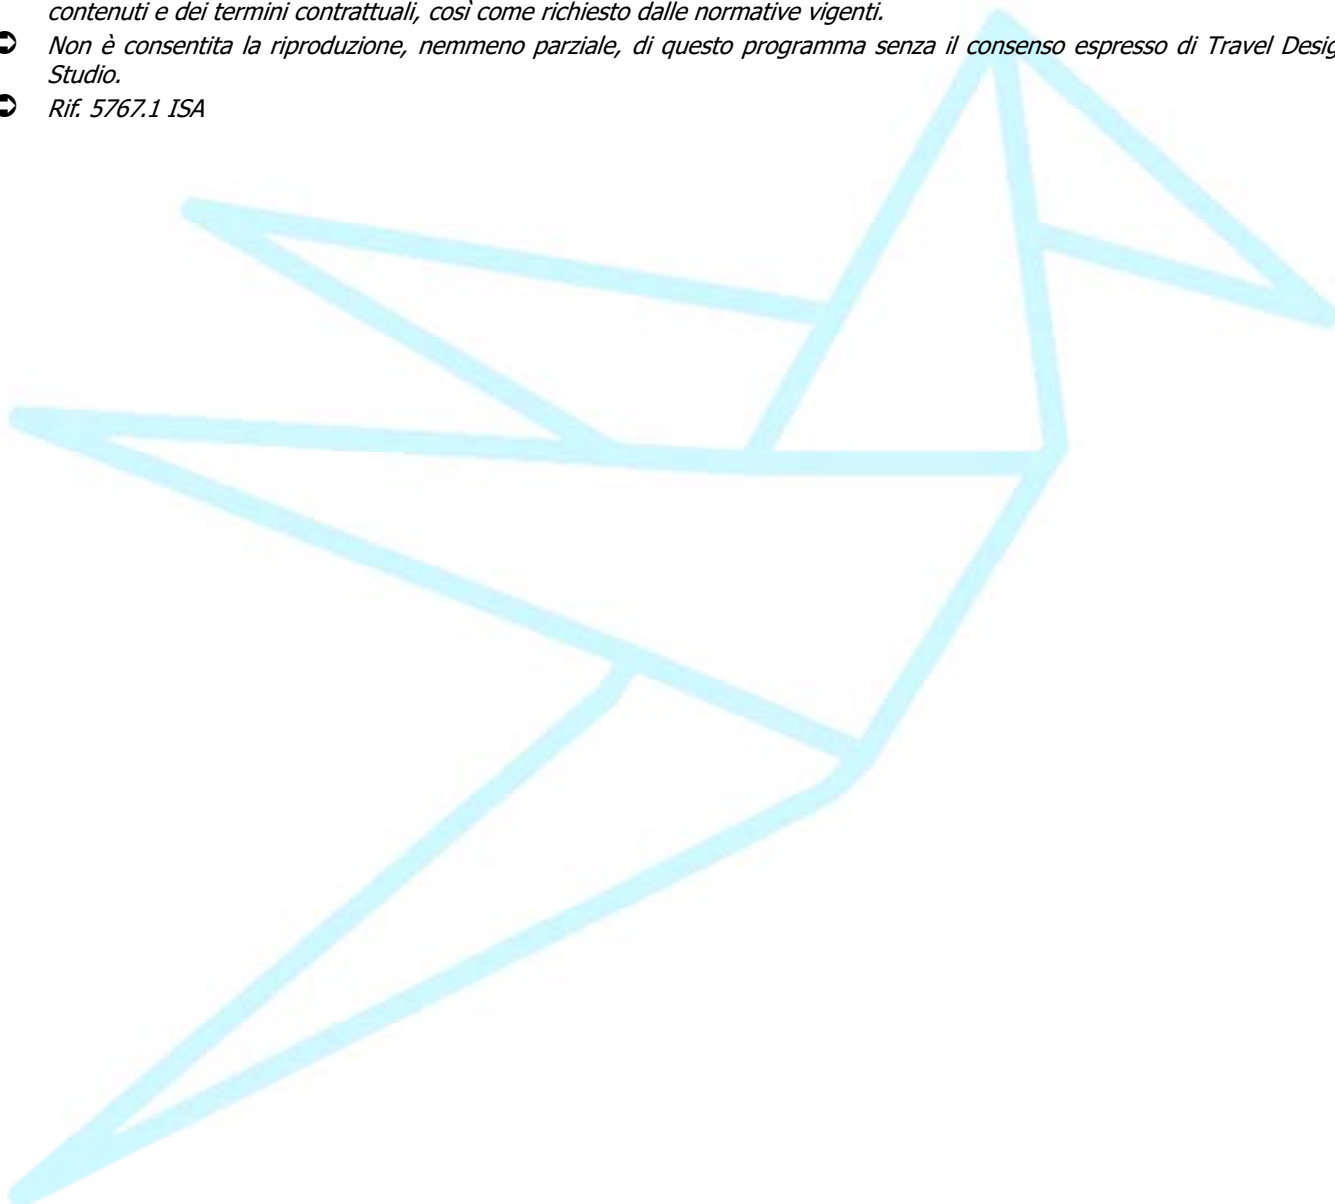 contenuti e dei termini contrattuali, così come richiesto dalle normative vigenti.
Non è consentita la riproduzione, nemmeno parziale, di questo programma senza il consenso espresso di Travel Desig
Studio.
Rif. 5767.1 ISA